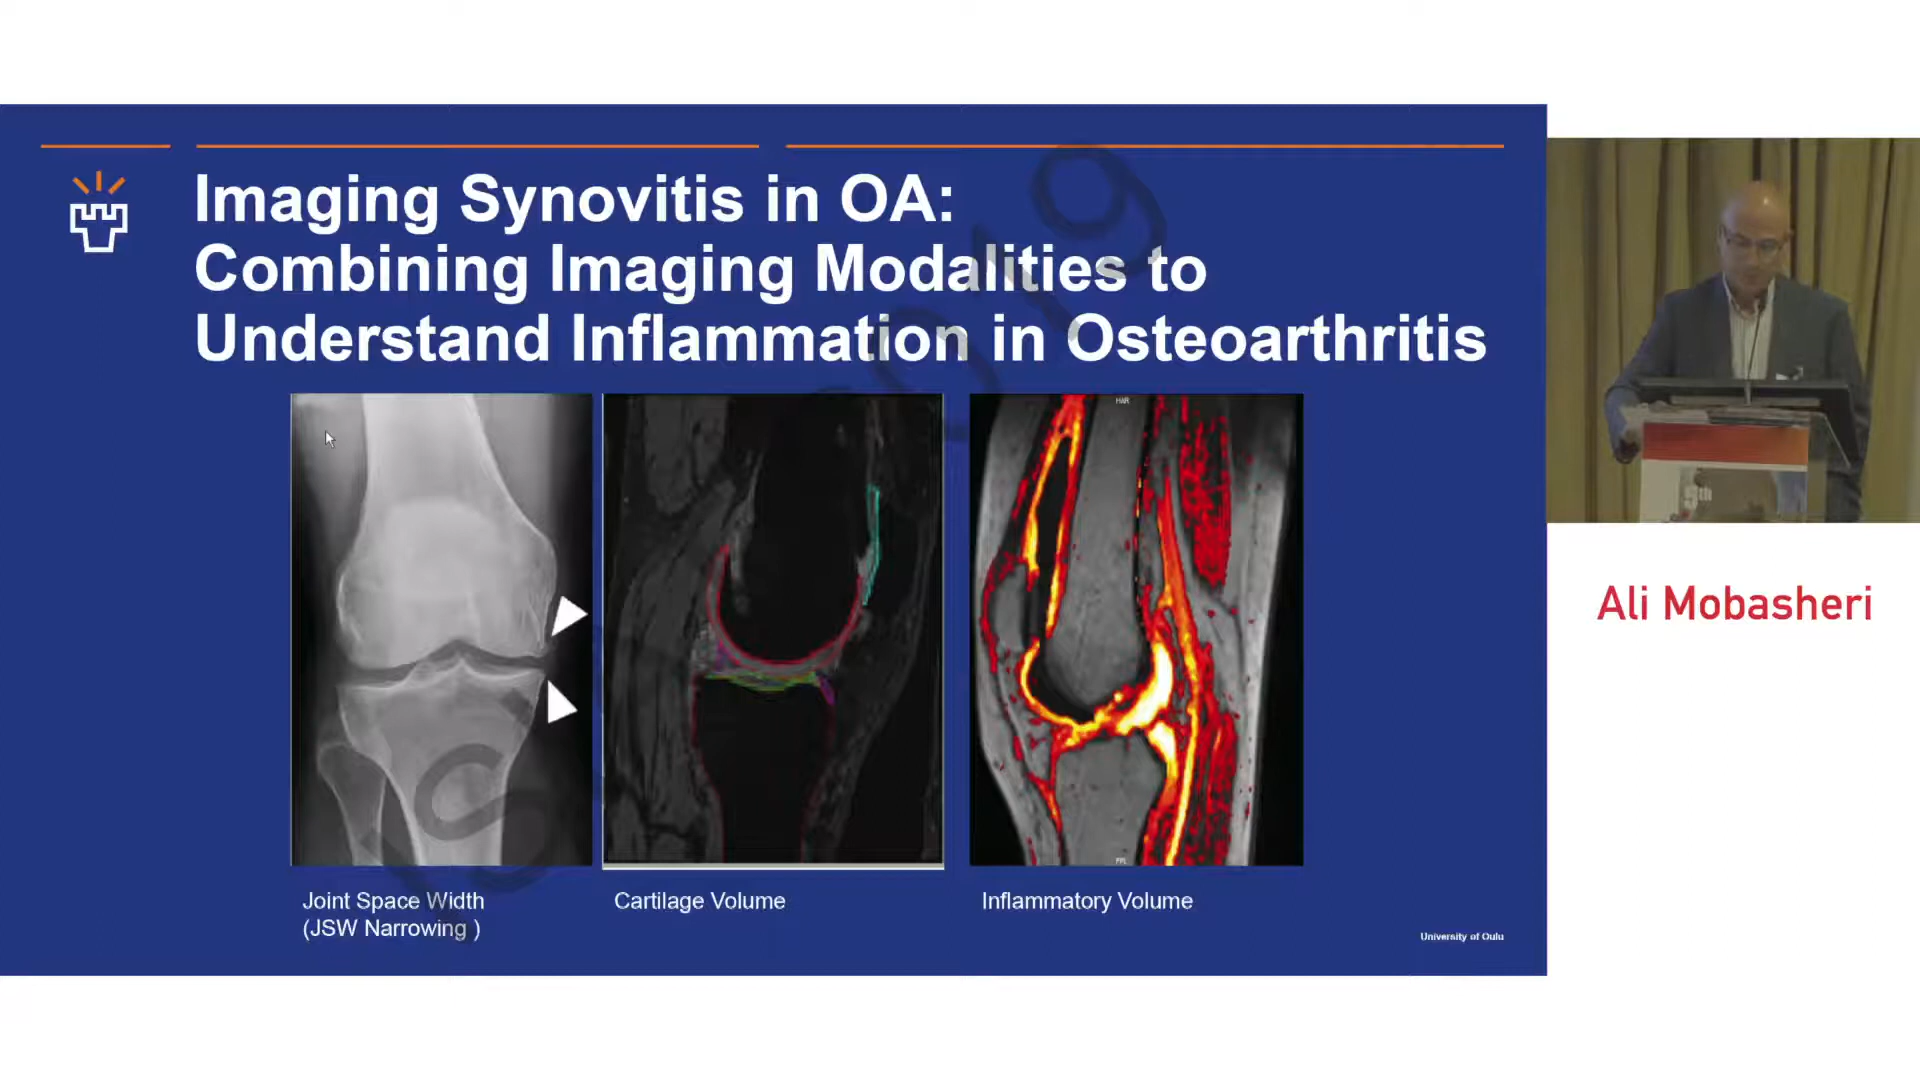 Imaging Synovitis in OA:
Combining Imaging Modalities to
Understand Inflammation in Osteoarthritis
Joint Space Width
(JSW Narrowing )
Cartilage Volume
Inflammatory Volume
University of Oulu
Ali Mobasheri
5th